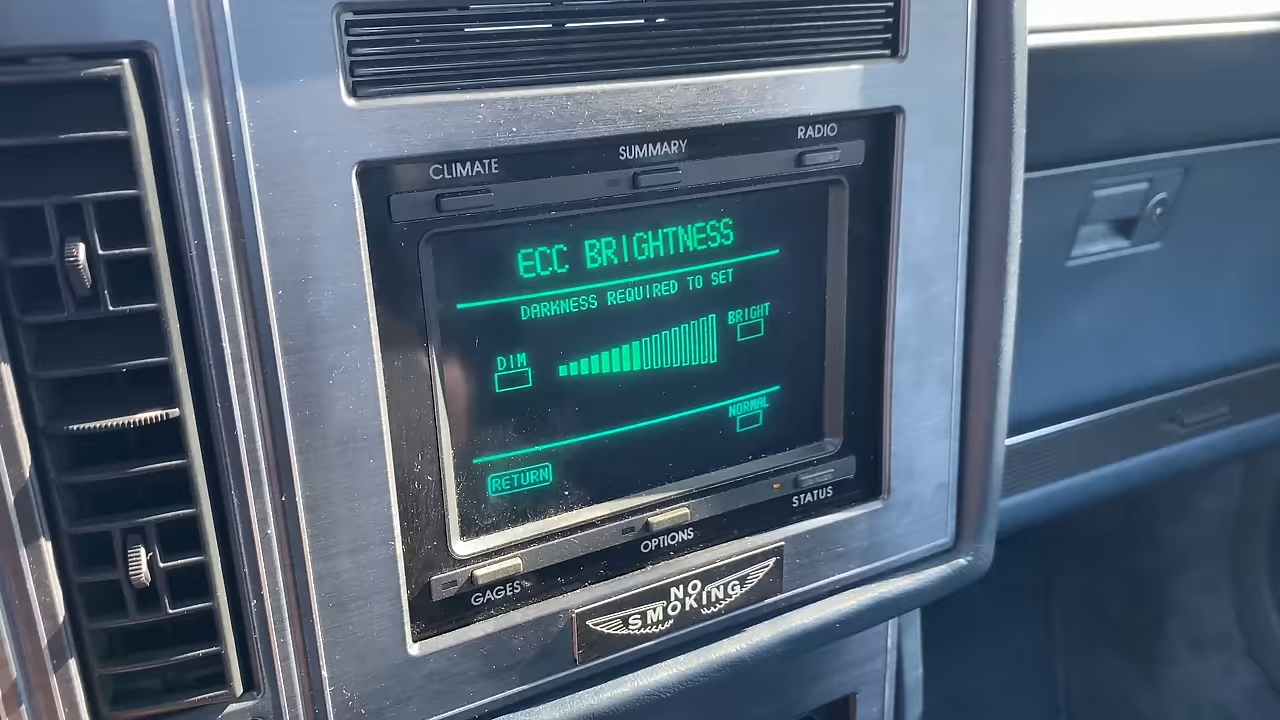 CLIMATE
SUMMARY
RADIO
ECC BRIGHTNESS
DARKNESS REQUIRED TO SET
DIM
BRIGHT
NORMAL
RETURN
GAGES
OPTIONS
STATUS
NO
SMOKING